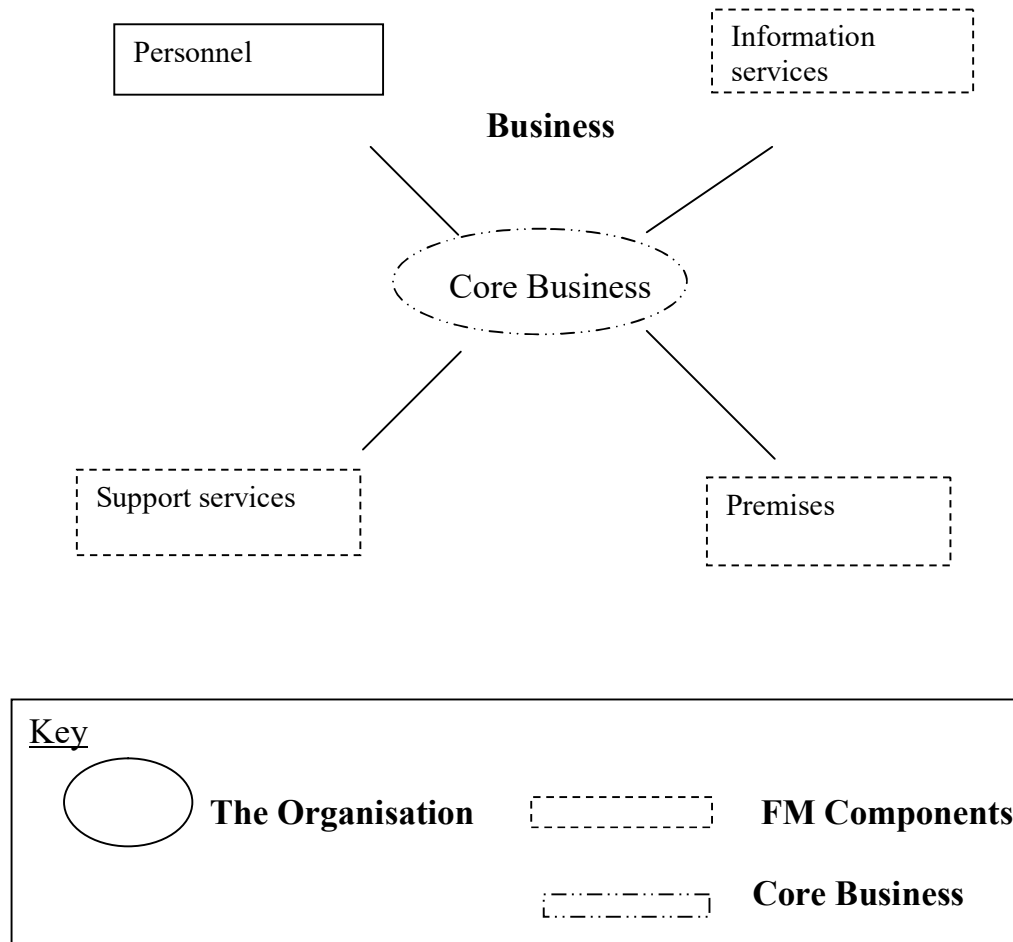 Personnel
Information
services
Business
Core Business
Support services
Premises
Key
The Organisation
FM Components
Core Business